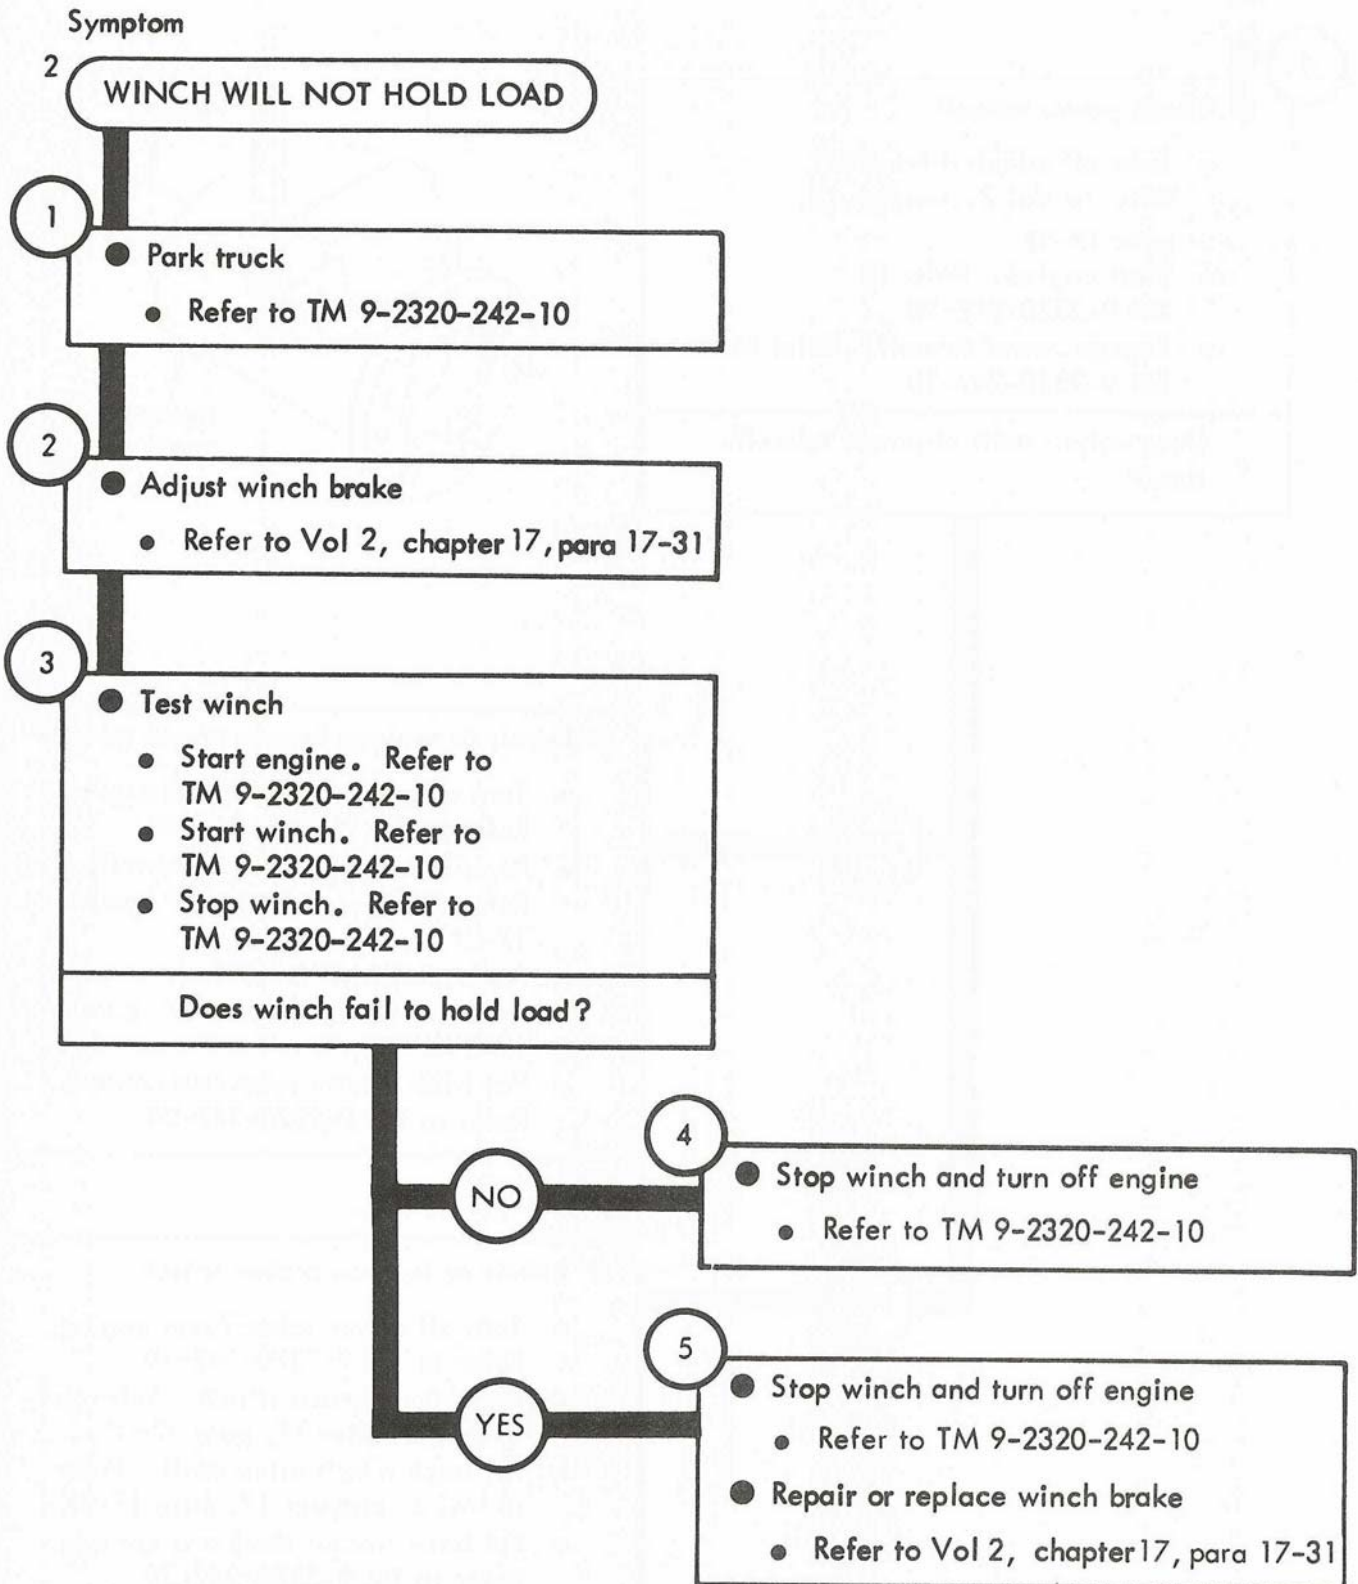 Symptom
2
WINCH WILL NOT HOLD LOAD
1
● Park truck
● Refer to TM 9-2320-242-10
2
● Adjust winch brake
● Refer to Vol 2, chapter 17, para 17-31
3
● Test winch
● Start engine. Refer to
TM 9-2320-242-10
● Start winch. Refer to
TM 9-2320-242-10
● Stop winch. Refer to
TM 9-2320-242-10
Does winch fail to hold load?
NO
4
● Stop winch and turn off engine
● Refer to TM 9-2320-242-10
YES
5
● Stop winch and turn off engine
● Refer to TM 9-2320-242-10
● Repair or replace winch brake
● Refer to Vol 2, chapter 17, para 17-31